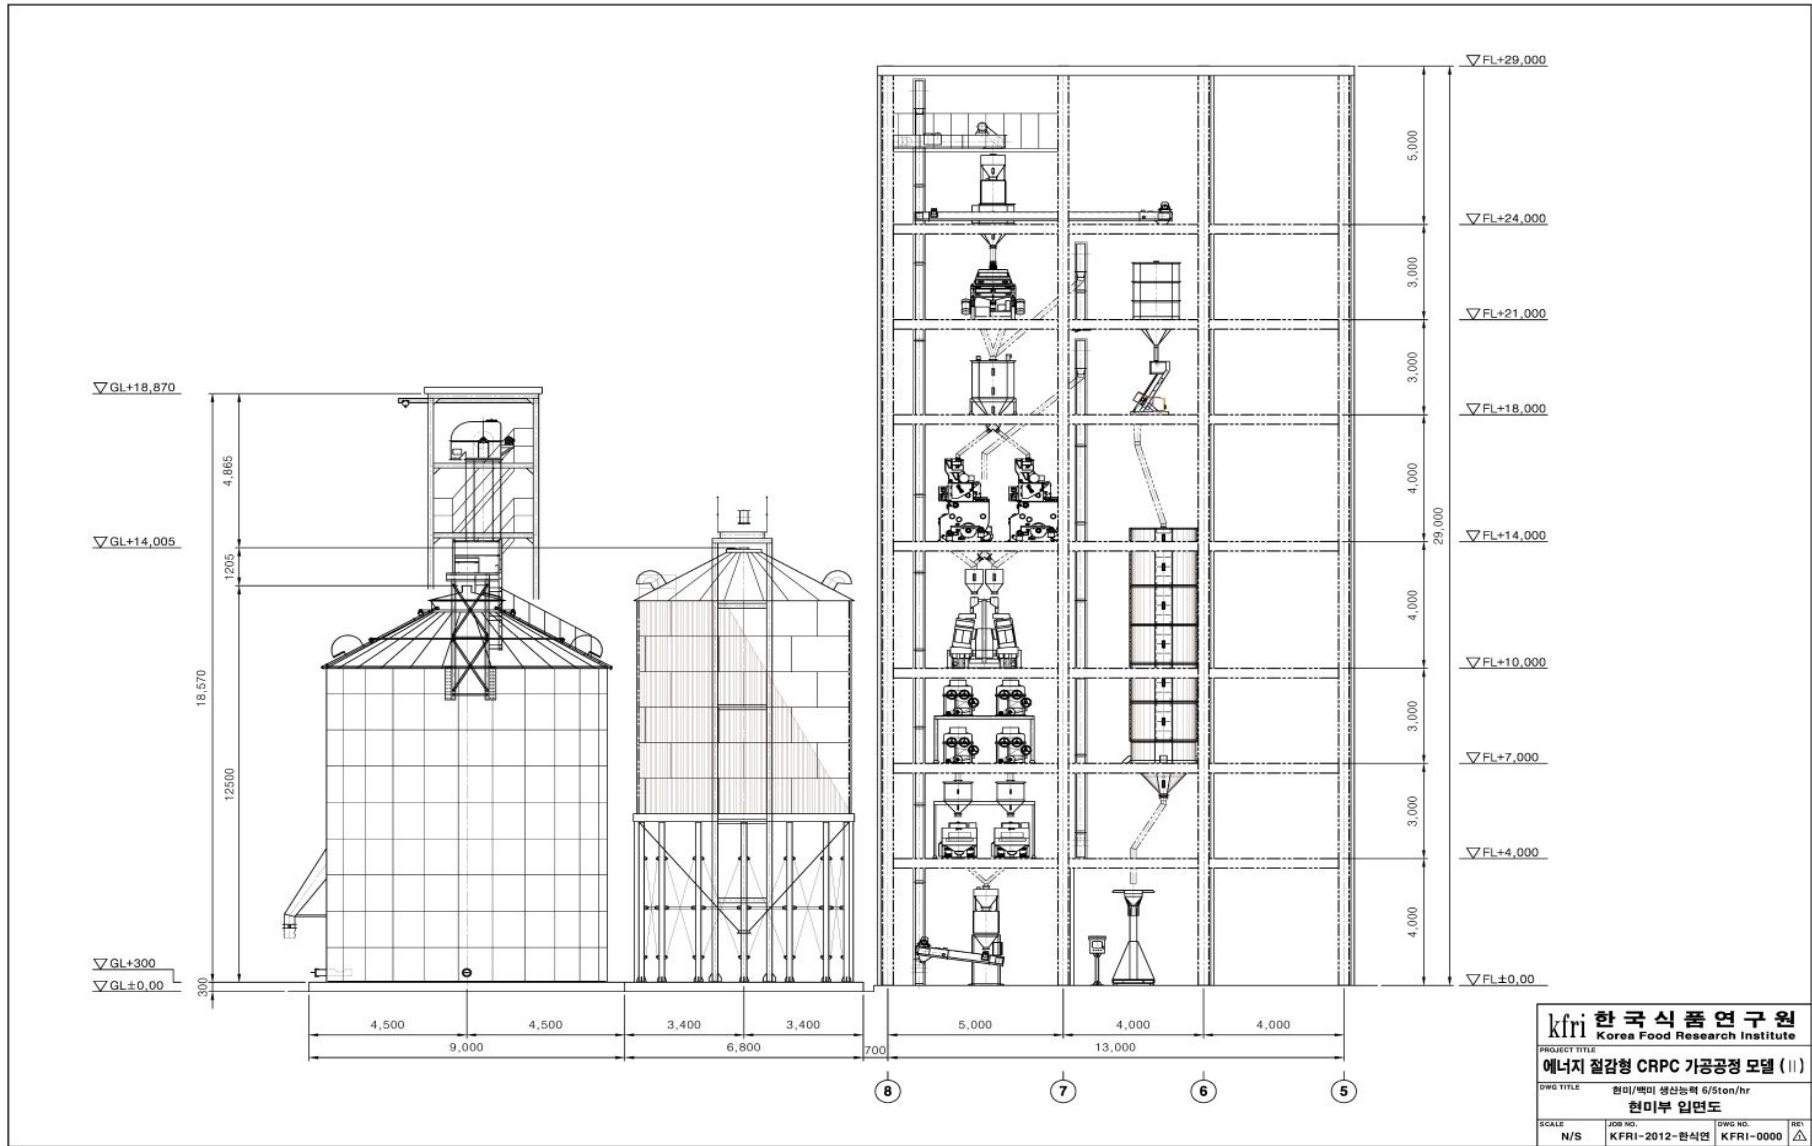 FL+29,000
5,000
FL+24,000
3,000
FL+21,000
3,000
FL+18,000
4,000
29,000
FL+14,000
4,000
FL+10,000
3,000
FL+7,000
3,000
FL+4,000
4,000
FL±0,00
GL+18,870
4,865
GL+14,005
1205
18,570
12500
GL+300
GL±0,00
300
4,500
4,500
3,400
3,400
5,000
4,000
4,000
9,000
6,800
700
13,000
8
7
6
5
kfri 한국식품연구원
Korea Food Research Institute
PROJECT TITLE
에너지 절감형 CRPC 가공공정 모델 (II)
DWG TITLE
현미/백미 생산능력 6/5ton/hr
현미부 입면도
SCALE
N/S
JOB NO.
KFRI-2012-한식연
DWG NO.
KFRI-0000
REV